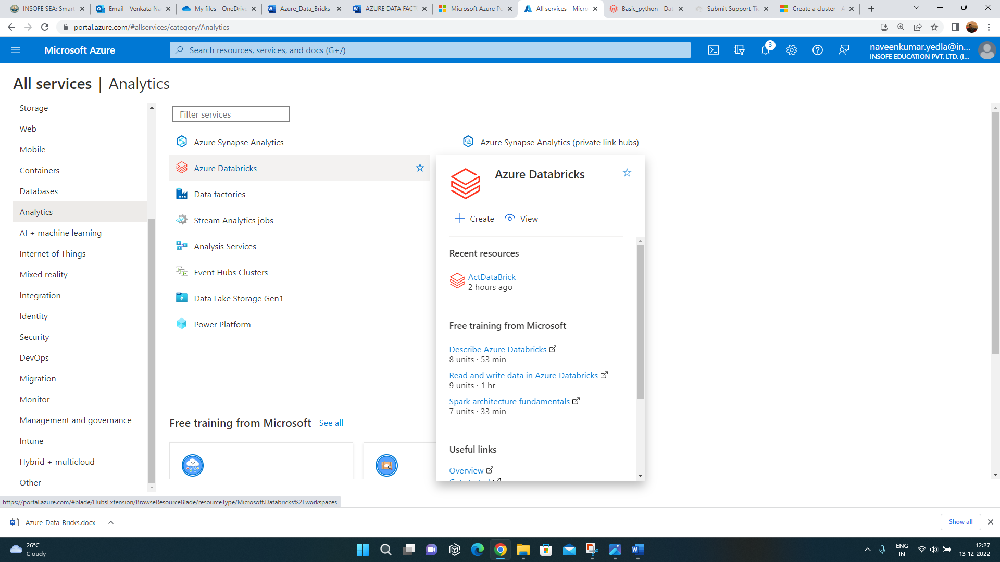 INSOFE SEA: Smart
Email - Venkata Na
My files - OneDrive
Azure_Data_Bricks
AZURE DATA FACT
Microsoft Azure Po
All services - Micro
Basic_python - Dat
Submit Support Tic
Create a cluster - A
portal.azure.com/#allservices/category/Analytics
Microsoft Azure
Search resources, services, and docs (G+/)
3
naveenkumar.yedla@in...
INSOFE EDUCATION PVT. LTD. (I...
All services | Analytics
Storage
Web
Mobile
Containers
Databases
Analytics
AI + machine learning
Internet of Things
Mixed reality
Integration
Identity
Security
DevOps
Migration
Monitor
Management and governance
Intune
Hybrid + multicloud
Other
Filter services
Azure Synapse Analytics
Azure Synapse Analytics (private link hubs)
Azure Databricks
Data factories
Stream Analytics jobs
Analysis Services
Event Hubs Clusters
Data Lake Storage Gen1
Power Platform
Free training from Microsoft See all
Azure Databricks
Create
View
Recent resources
ActDataBrick
2 hours ago
Free training from Microsoft
Describe Azure Databricks
8 units · 53 min
Read and write data in Azure Databricks
9 units · 1 hr
Spark architecture fundamentals
7 units · 33 min
Useful links
Overview
https://portal.azure.com/#blade/HubsExtension/BrowseResourceBlade/resourceType/Microsoft.Databricks%2Fworkspaces
Azure_Data_Bricks.docx
Show all
26°C
Cloudy
ENG
IN
12:27
13-12-2022